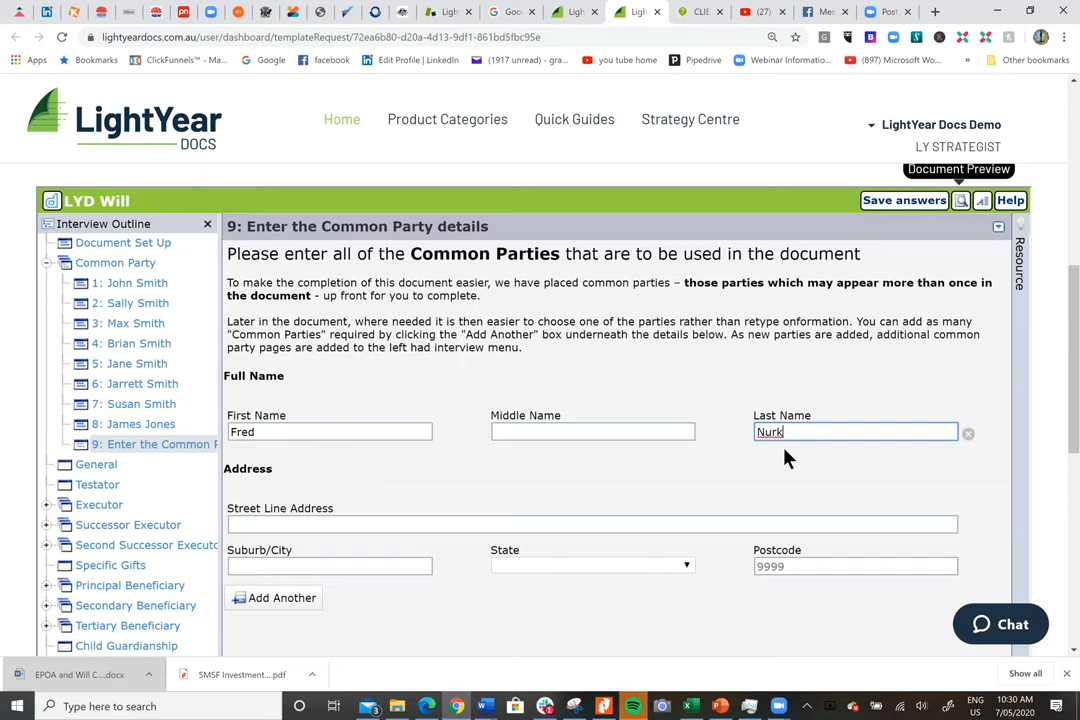 Ligh
Goo
Ligh
Ligh
CLIE
(27)
Mes
Post
lightyeardocs.com.au/user/dashboard/templateRequest/72ea6b80-d20a-4d13-9df1-861bd5fbc95e
Apps
Bookmarks
ClickFunnels™ - Ma...
Google
facebook
Edit Profile | LinkedIn
(1917 unread) - gra...
you tube home
Pipedrive
Webinar Informatio...
(897) Microsoft Wo...
»
Other bookmarks
LightYear
DOCS
Home
Product Categories
Quick Guides
Strategy Centre
LightYear Docs Demo
LY STRATEGIST
Document Preview
LYD Will
Save answers
Help
Interview Outline
Document Set Up
Common Party
1: John Smith
2: Sally Smith
3: Max Smith
4: Brian Smith
5: Jane Smith
6: Jarrett Smith
7: Susan Smith
8: James Jones
9: Enter the Common P
General
Testator
Executor
Successor Executor
Second Successor Executo
Specific Gifts
Principal Beneficiary
Secondary Beneficiary
Tertiary Beneficiary
Child Guardianship
9: Enter the Common Party details
Resource
Please enter all of the Common Parties that are to be used in the document
To make the completion of this document easier, we have placed common parties – those parties which may appear more than once in
the document - up front for you to complete.
Later in the document, where needed it is then easier to choose one of the parties rather than retype onformation. You can add as many
"Common Parties" required by clicking the "Add Another" box underneath the details below. As new parties are added, additional common
party pages are added to the left had interview menu.
Full Name
First Name
Middle Name
Last Name
Fred
Nurk
Address
Street Line Address
Suburb/City
State
Postcode
9999
Add Another
Chat
EPOA and Will C....docx
SMSF Investment....pdf
Show all
Type here to search
ENG
US
10:30 AM
7/05/2020